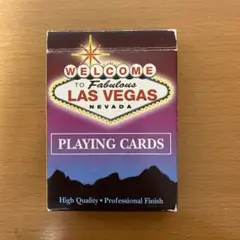 WELCOME
TO Fabulous
LAS VEGAS
NEVADA
PLAYING CARDS
High Quality • Professional Finish